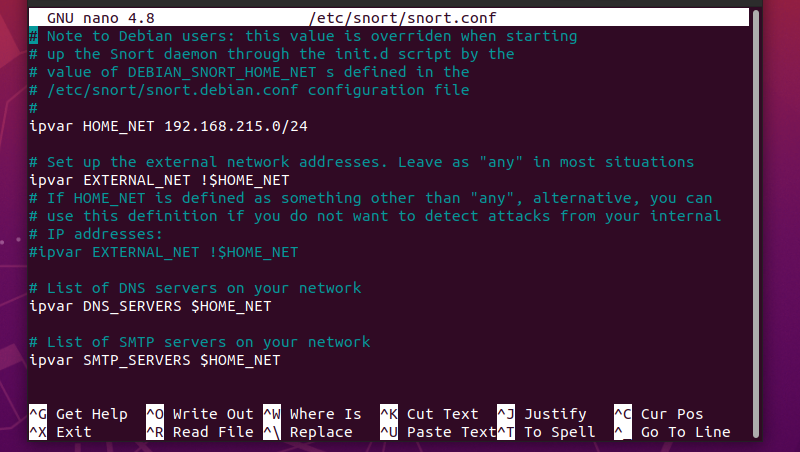 GNU nano 4.8 /etc/snort/snort.conf
# Note to Debian users: this value is overriden when starting
# up the Snort daemon through the init.d script by the
# value of DEBIAN_SNORT_HOME_NET s defined in the
# /etc/snort/snort.debian.conf configuration file
#
ipvar HOME_NET 192.168.215.0/24
# Set up the external network addresses. Leave as "any" in most situations
ipvar EXTERNAL_NET !$HOME_NET
# If HOME_NET is defined as something other than "any", alternative, you can
# use this definition if you do not want to detect attacks from your internal
# IP addresses:
#ipvar EXTERNAL_NET !$HOME_NET
# List of DNS servers on your network
ipvar DNS_SERVERS $HOME_NET
# List of SMTP servers on your network
ipvar SMTP_SERVERS $HOME_NET
^G Get Help ^O Write Out ^W Where Is ^K Cut Text ^J Justify ^C Cur Pos
^X Exit ^R Read File ^\ Replace ^U Paste Text ^T To Spell ^_ Go To Line